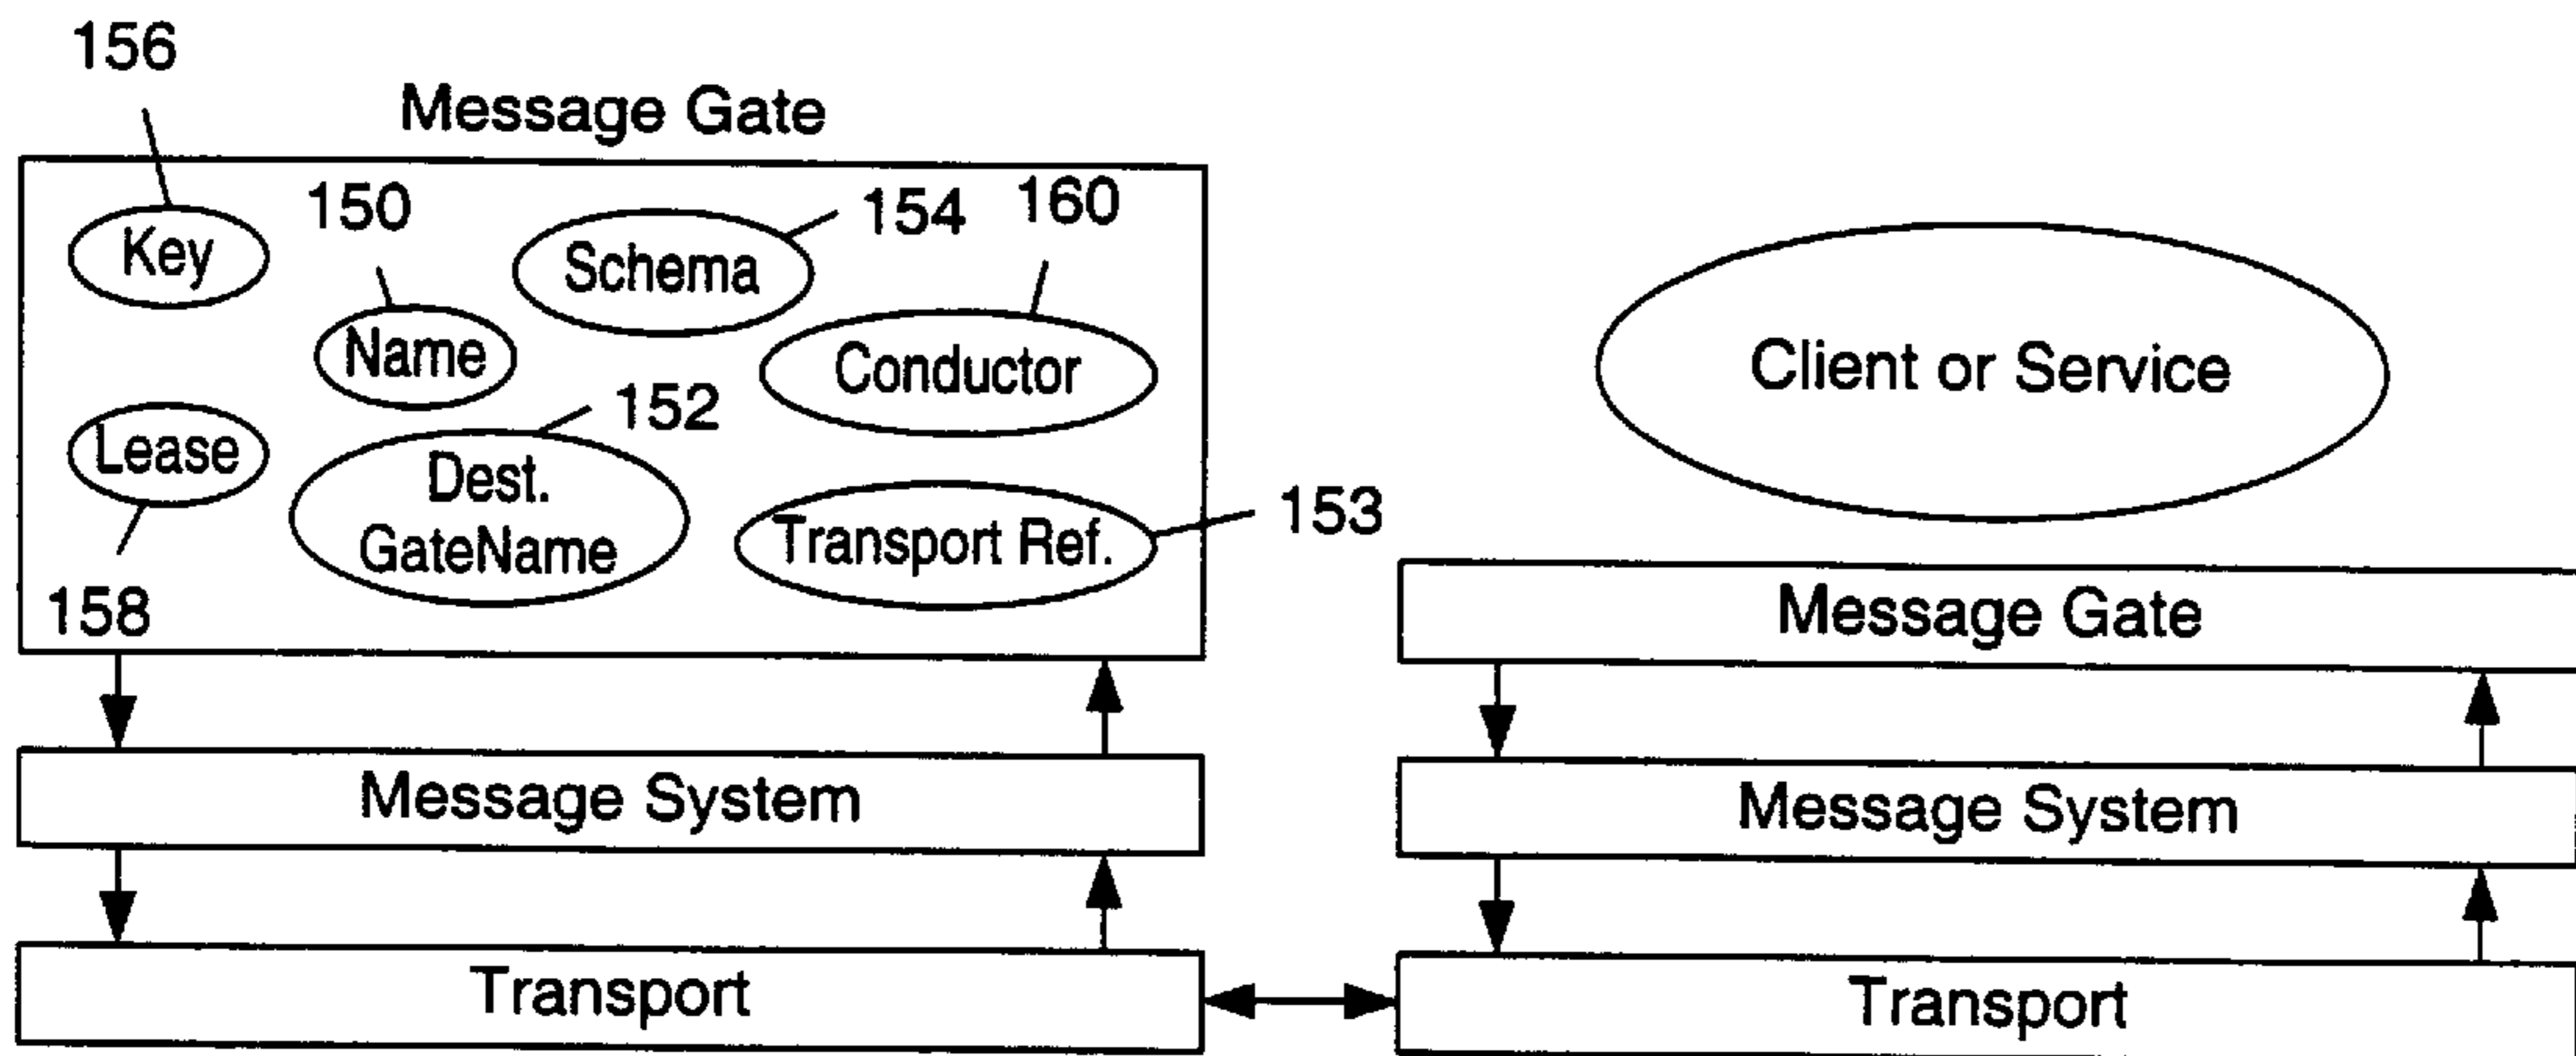 156
Message Gate
150
154
160
Key
Schema
Name
Conductor
Client or Service
152
Lease
Dest.
GateName
Transport Ref.
153
158
Message Gate
Message System
Message System
Transport
Transport